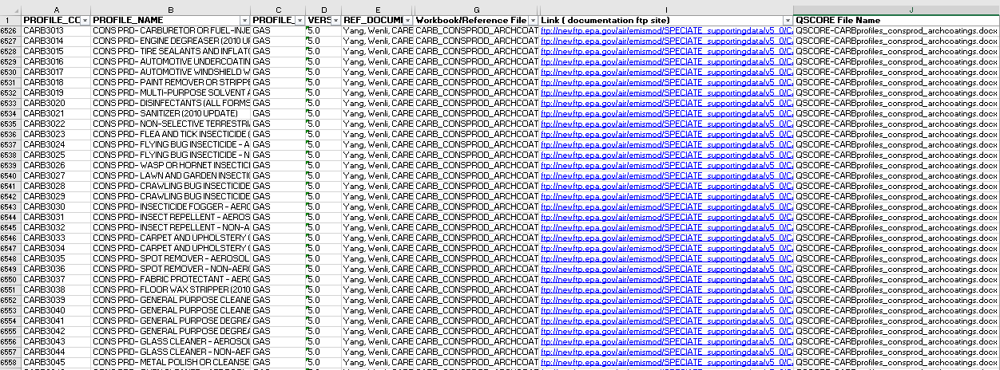 A B C D E G I J
1 PROFILE_CO PROFILE_NAME PROFILE_ VERS REF_DOCUMI Workbook/Reference File Link ( documentation ftp site) QSCORE File Name
6526 CARB3013 CONS PRD- CARBURETOR OR FUEL-INJE GAS 5.0 Yang, Wenli, CARE CARB_CONSPROD_ARCHCOAT ftp://newftp.epa.gov/air/emismod/SPECIATE_supportingdata/v5_0/CA QSCORE-CARBprofiles_consprod_archcoatings.docx
6527 CARB3014 CONS PRD- ENGINE DEGREASER (2010 UF GAS 5.0 Yang, Wenli, CARE CARB_CONSPROD_ARCHCOAT ftp://newftp.epa.gov/air/emismod/SPECIATE_supportingdata/v5_0/CA QSCORE-CARBprofiles_consprod_archcoatings.docx
6528 CARB3015 CONS PRD- TIRE SEALANTS AND INFLAT( GAS 5.0 Yang, Wenli, CARE CARB_CONSPROD_ARCHCOAT ftp://newftp.epa.gov/air/emismod/SPECIATE_supportingdata/v5_0/CA QSCORE-CARBprofiles_consprod_archcoatings.docx
6529 CARB3016 CONS PRD- AUTOMOTIVE UNDERCOATIN GAS 5.0 Yang, Wenli, CARE CARB_CONSPROD_ARCHCOAT ftp://newftp.epa.gov/air/emismod/SPECIATE_supportingdata/v5_0/CA QSCORE-CARBprofiles_consprod_archcoatings.docx
6530 CARB3017 CONS PRD- AUTOMOTIVE WINDSHIELD W GAS 5.0 Yang, Wenli, CARE CARB_CONSPROD_ARCHCOAT ftp://newftp.epa.gov/air/emismod/SPECIATE_supportingdata/v5_0/CA QSCORE-CARBprofiles_consprod_archcoatings.docx
6531 CARB3018 CONS PRD- PAINT REMOVER OR STRIPPE GAS 5.0 Yang, Wenli, CARE CARB_CONSPROD_ARCHCOAT ftp://newftp.epa.gov/air/emismod/SPECIATE_supportingdata/v5_0/CA QSCORE-CARBprofiles_consprod_archcoatings.docx
6532 CARB3019 CONS PRD- MULTI-PURPOSE SOLVENT A GAS 5.0 Yang, Wenli, CARE CARB_CONSPROD_ARCHCOAT ftp://newftp.epa.gov/air/emismod/SPECIATE_supportingdata/v5_0/CA QSCORE-CARBprofiles_consprod_archcoatings.docx
6533 CARB3020 CONS PRD- DISINFECTANTS (ALL FORMS GAS 5.0 Yang, Wenli, CARE CARB_CONSPROD_ARCHCOAT ftp://newftp.epa.gov/air/emismod/SPECIATE_supportingdata/v5_0/CA QSCORE-CARBprofiles_consprod_archcoatings.docx
6534 CARB3021 CONS PRD- SANITIZER (2010 UPDATE) GAS 5.0 Yang, Wenli, CARE CARB_CONSPROD_ARCHCOAT ftp://newftp.epa.gov/air/emismod/SPECIATE_supportingdata/v5_0/CA QSCORE-CARBprofiles_consprod_archcoatings.docx
6535 CARB3022 CONS PRD- NON-SELECTIVE TERRESTRI GAS 5.0 Yang, Wenli, CARE CARB_CONSPROD_ARCHCOAT ftp://newftp.epa.gov/air/emismod/SPECIATE_supportingdata/v5_0/CA QSCORE-CARBprofiles_consprod_archcoatings.docx
6536 CARB3023 CONS PRD- FLEA AND TICK INSECTICIDE ( GAS 5.0 Yang, Wenli, CARE CARB_CONSPROD_ARCHCOAT ftp://newftp.epa.gov/air/emismod/SPECIATE_supportingdata/v5_0/CA QSCORE-CARBprofiles_consprod_archcoatings.docx
6537 CARB3024 CONS PRD- FLYING BUG INSECTICIDE - A GAS 5.0 Yang, Wenli, CARE CARB_CONSPROD_ARCHCOAT ftp://newftp.epa.gov/air/emismod/SPECIATE_supportingdata/v5_0/CA QSCORE-CARBprofiles_consprod_archcoatings.docx
6538 CARB3025 CONS PRD- FLYING BUG INSECTICIDE - N GAS 5.0 Yang, Wenli, CARE CARB_CONSPROD_ARCHCOAT ftp://newftp.epa.gov/air/emismod/SPECIATE_supportingdata/v5_0/CA QSCORE-CARBprofiles_consprod_archcoatings.docx
6539 CARB3026 CONS PRD- WASP OR HORNET INSECTICI GAS 5.0 Yang, Wenli, CARE CARB_CONSPROD_ARCHCOAT ftp://newftp.epa.gov/air/emismod/SPECIATE_supportingdata/v5_0/CA QSCORE-CARBprofiles_consprod_archcoatings.docx
6540 CARB3027 CONS PRD- LAWN AND GARDEN INSECTI( GAS 5.0 Yang, Wenli, CARE CARB_CONSPROD_ARCHCOAT ftp://newftp.epa.gov/air/emismod/SPECIATE_supportingdata/v5_0/CA QSCORE-CARBprofiles_consprod_archcoatings.docx
6541 CARB3028 CONS PRD- CRAWLING BUG INSECTICIDE GAS 5.0 Yang, Wenli, CARE CARB_CONSPROD_ARCHCOAT ftp://newftp.epa.gov/air/emismod/SPECIATE_supportingdata/v5_0/CA QSCORE-CARBprofiles_consprod_archcoatings.docx
6542 CARB3029 CONS PRD- CRAWLING BUG INSECTICIDE GAS 5.0 Yang, Wenli, CARE CARB_CONSPROD_ARCHCOAT ftp://newftp.epa.gov/air/emismod/SPECIATE_supportingdata/v5_0/CA QSCORE-CARBprofiles_consprod_archcoatings.docx
6543 CARB3030 CONS PRD- INSECTICIDE FOGGER - AERC GAS 5.0 Yang, Wenli, CARE CARB_CONSPROD_ARCHCOAT ftp://newftp.epa.gov/air/emismod/SPECIATE_supportingdata/v5_0/CA QSCORE-CARBprofiles_consprod_archcoatings.docx
6544 CARB3031 CONS PRD- INSECT REPELLENT - AEROS GAS 5.0 Yang, Wenli, CARE CARB_CONSPROD_ARCHCOAT ftp://newftp.epa.gov/air/emismod/SPECIATE_supportingdata/v5_0/CA QSCORE-CARBprofiles_consprod_archcoatings.docx
6545 CARB3032 CONS PRD- INSECT REPELLENT - NON-A GAS 5.0 Yang, Wenli, CARE CARB_CONSPROD_ARCHCOAT ftp://newftp.epa.gov/air/emismod/SPECIATE_supportingdata/v5_0/CA QSCORE-CARBprofiles_consprod_archcoatings.docx
6546 CARB3033 CONS PRD- CARPET AND UPHOLSTERY ( GAS 5.0 Yang, Wenli, CARE CARB_CONSPROD_ARCHCOAT ftp://newftp.epa.gov/air/emismod/SPECIATE_supportingdata/v5_0/CA QSCORE-CARBprofiles_consprod_archcoatings.docx
6547 CARB3034 CONS PRD- CARPET AND UPHOLSTERY ( GAS 5.0 Yang, Wenli, CARE CARB_CONSPROD_ARCHCOAT ftp://newftp.epa.gov/air/emismod/SPECIATE_supportingdata/v5_0/CA QSCORE-CARBprofiles_consprod_archcoatings.docx
6548 CARB3035 CONS PRD- SPOT REMOVER - AEROSOL GAS 5.0 Yang, Wenli, CARE CARB_CONSPROD_ARCHCOAT ftp://newftp.epa.gov/air/emismod/SPECIATE_supportingdata/v5_0/CA QSCORE-CARBprofiles_consprod_archcoatings.docx
6549 CARB3036 CONS PRD- SPOT REMOVER - NON-AERC GAS 5.0 Yang, Wenli, CARE CARB_CONSPROD_ARCHCOAT ftp://newftp.epa.gov/air/emismod/SPECIATE_supportingdata/v5_0/CA QSCORE-CARBprofiles_consprod_archcoatings.docx
6550 CARB3037 CONS PRD- FABRIC PROTECTANT - AERC GAS 5.0 Yang, Wenli, CARE CARB_CONSPROD_ARCHCOAT ftp://newftp.epa.gov/air/emismod/SPECIATE_supportingdata/v5_0/CA QSCORE-CARBprofiles_consprod_archcoatings.docx
6551 CARB3038 CONS PRD- FLOOR WAX STRIPPER (2010 GAS 5.0 Yang, Wenli, CARE CARB_CONSPROD_ARCHCOAT ftp://newftp.epa.gov/air/emismod/SPECIATE_supportingdata/v5_0/CA QSCORE-CARBprofiles_consprod_archcoatings.docx
6552 CARB3039 CONS PRD- GENERAL PURPOSE CLEANE GAS 5.0 Yang, Wenli, CARE CARB_CONSPROD_ARCHCOAT ftp://newftp.epa.gov/air/emismod/SPECIATE_supportingdata/v5_0/CA QSCORE-CARBprofiles_consprod_archcoatings.docx
6553 CARB3040 CONS PRD- GENERAL PURPOSE CLEANE GAS 5.0 Yang, Wenli, CARE CARB_CONSPROD_ARCHCOAT ftp://newftp.epa.gov/air/emismod/SPECIATE_supportingdata/v5_0/CA QSCORE-CARBprofiles_consprod_archcoatings.docx
6554 CARB3041 CONS PRD- GENERAL PURPOSE DEGREA GAS 5.0 Yang, Wenli, CARE CARB_CONSPROD_ARCHCOAT ftp://newftp.epa.gov/air/emismod/SPECIATE_supportingdata/v5_0/CA QSCORE-CARBprofiles_consprod_archcoatings.docx
6555 CARB3042 CONS PRD- GENERAL PURPOSE DEGREA GAS 5.0 Yang, Wenli, CARE CARB_CONSPROD_ARCHCOAT ftp://newftp.epa.gov/air/emismod/SPECIATE_supportingdata/v5_0/CA QSCORE-CARBprofiles_consprod_archcoatings.docx
6556 CARB3043 CONS PRD- GLASS CLEANER - AEROSOL GAS 5.0 Yang, Wenli, CARE CARB_CONSPROD_ARCHCOAT ftp://newftp.epa.gov/air/emismod/SPECIATE_supportingdata/v5_0/CA QSCORE-CARBprofiles_consprod_archcoatings.docx
6557 CARB3044 CONS PRD- GLASS CLEANER - NON-AEF GAS 5.0 Yang, Wenli, CARE CARB_CONSPROD_ARCHCOAT ftp://newftp.epa.gov/air/emismod/SPECIATE_supportingdata/v5_0/CA QSCORE-CARBprofiles_consprod_archcoatings.docx
6558 CARB3045 CONS PRD- METAL POLISH OR CLEANSE GAS 5.0 Yang, Wenli, CARE CARB_CONSPROD_ARCHCOAT ftp://newftp.epa.gov/air/emismod/SPECIATE_supportingdata/v5_0/CA QSCORE-CARBprofiles_consprod_archcoatings.docx